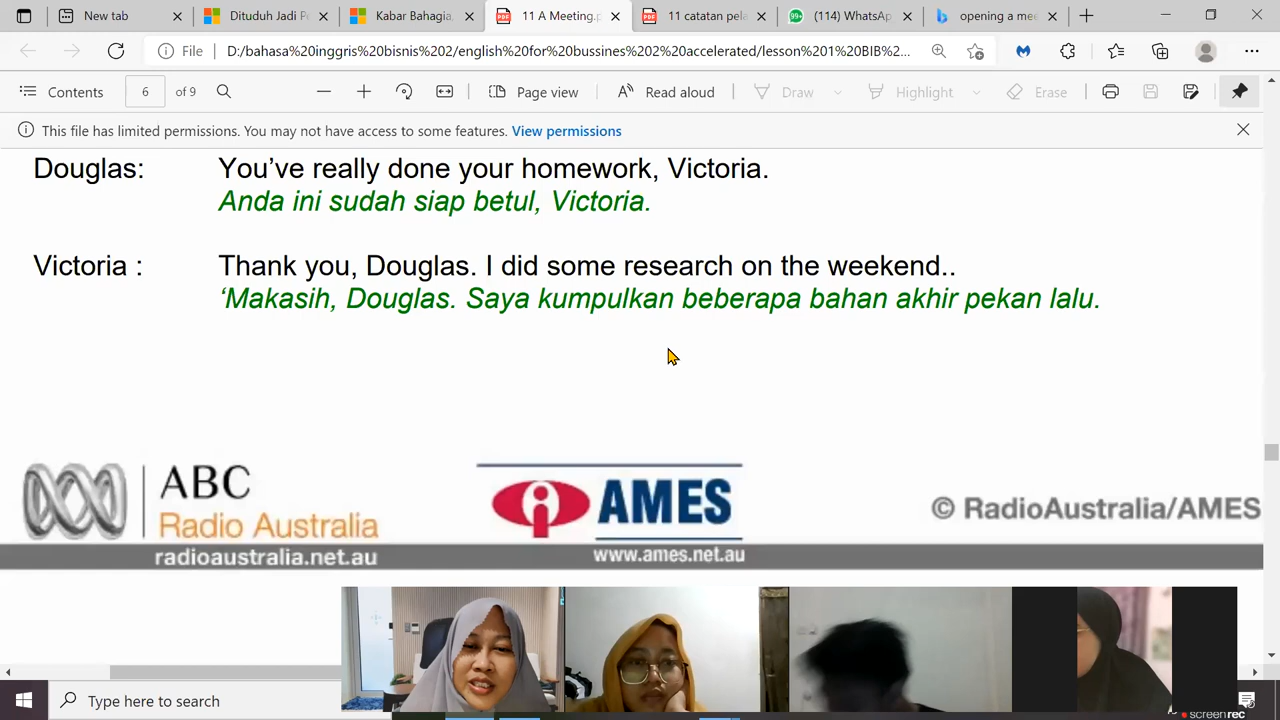 New tab
Dituduh Jadi P
Kabar Bahagia,
11 A Meeting.p
11 catatan pela
(114) WhatsAp
opening a mee
99+
File
D:/bahasa%20inggris%20bisnis%202/english%20for%20bussines%202%20accelerated/lesson%201%20BIB%2...
Contents
6
of 9
Page view
Read aloud
Draw
Highlight
Erase
This file has limited permissions. You may not have access to some features. View permissions
Douglas: You've really done your homework, Victoria.
Anda ini sudah siap betul, Victoria.
Victoria : Thank you, Douglas. I did some research on the weekend..
‘Makasih, Douglas. Saya kumpulkan beberapa bahan akhir pekan lalu.
ABC
Radio Australia
radioaustralia.net.au
i AMES
www.ames.net.au
© RadioAustralia/AMES
Type here to search
screenrec